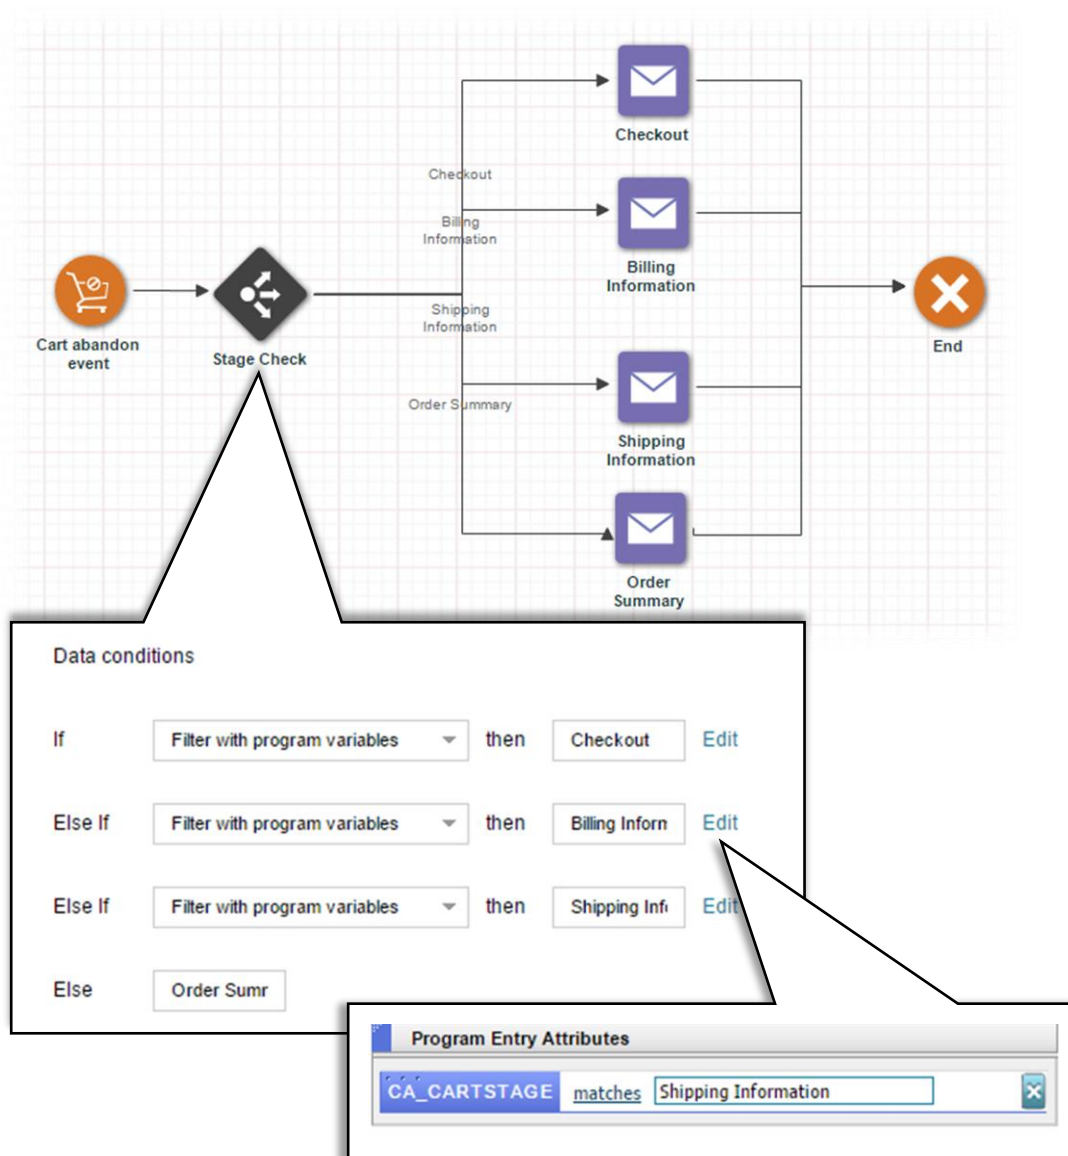 Checkout
Checkout
Billing
Information
Billing
Information
Cart abandon
event
Stage Check
Shipping
Information
End
Order Summary
Shipping
Information
Order
Summary
Data conditions
If Filter with program variables then Checkout Edit
Else If Filter with program variables then Billing Inforn Edit
Else If Filter with program variables then Shipping Inf Edit
Else Order Sumr
Program Entry Attributes
CA_CARTSTAGE matches Shipping Information